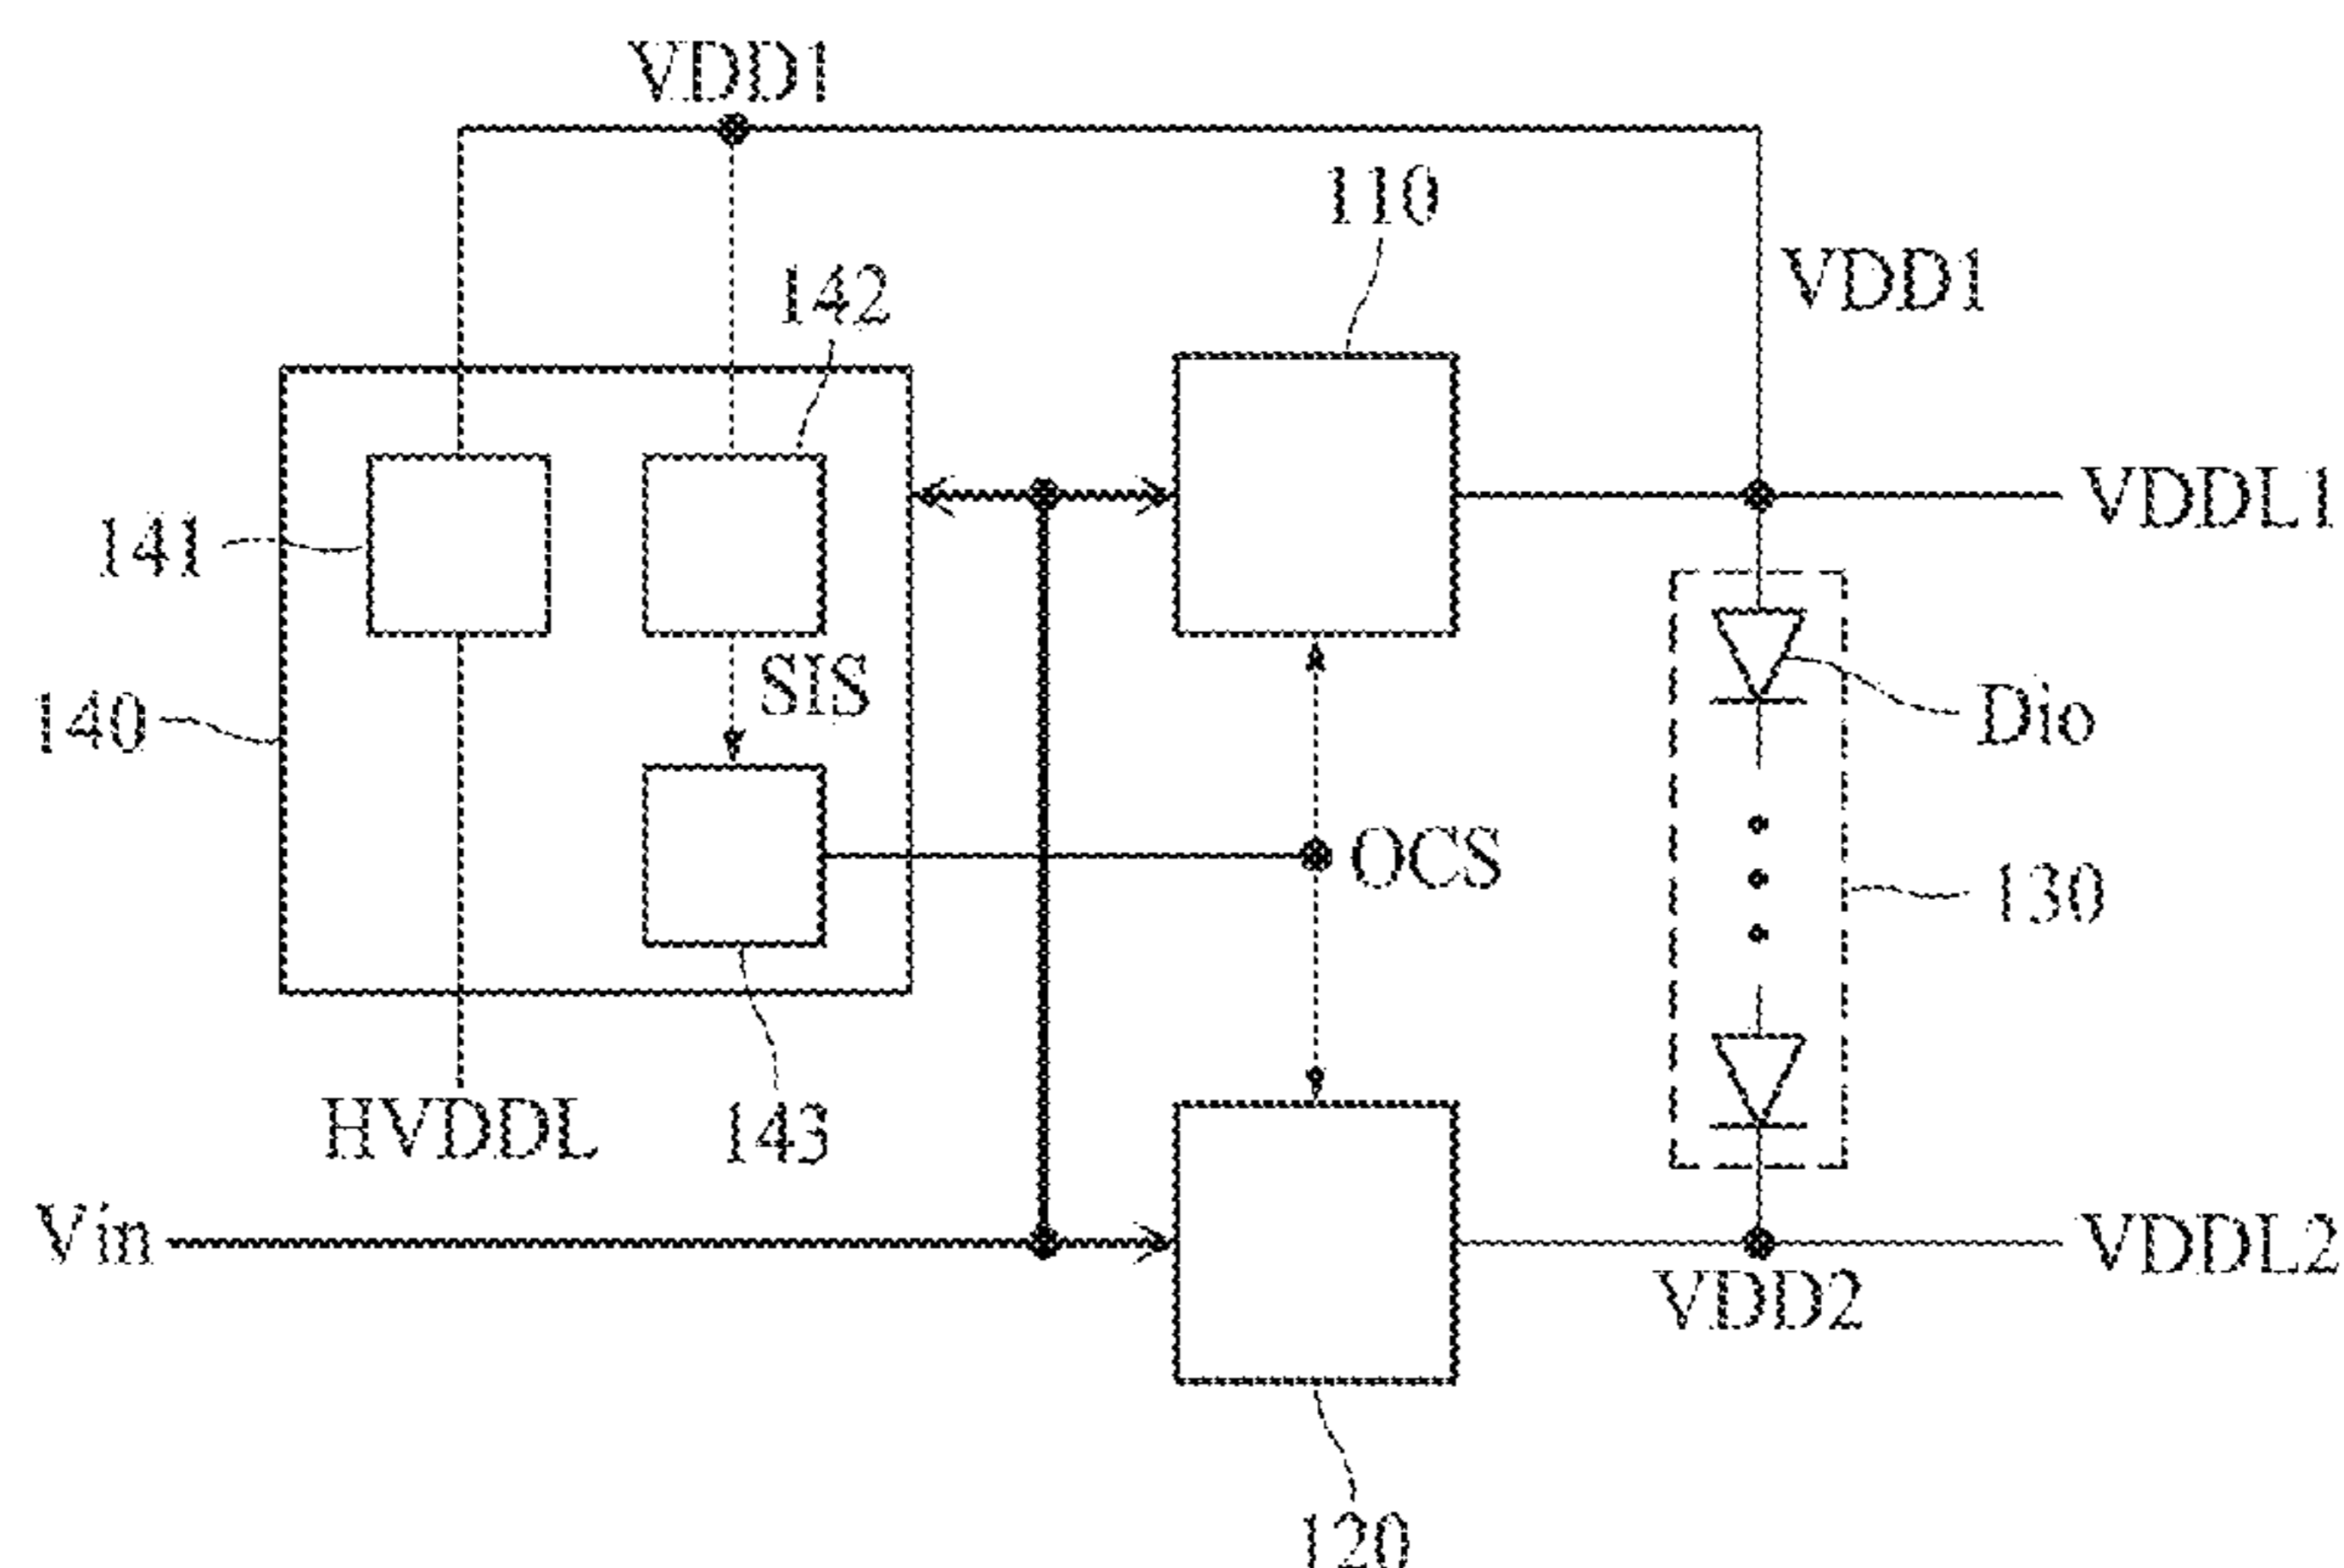 VDD1
110
VDD1
142
VDDL1
141
SIS
140
Dio
OCS
130
HVDDL
143
Vin
VDDL2
VDD2
120